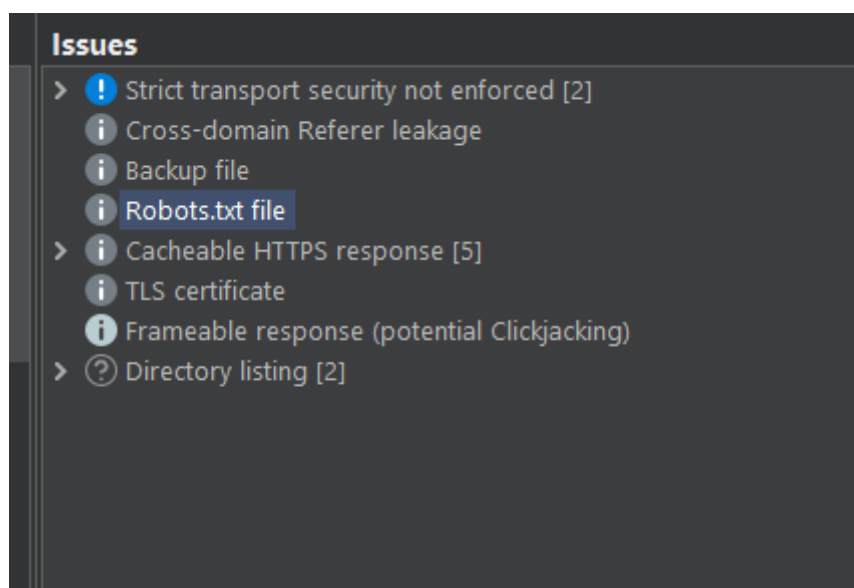 Issues
Strict transport security not enforced [2]
Cross-domain Referer leakage
Backup file
Robots.txt file
Cacheable HTTPS response [5]
TLS certificate
Frameable response (potential Clickjacking)
Directory listing [2]